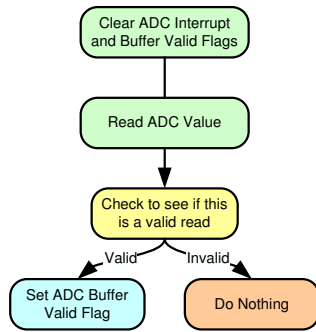 Clear ADC Interrupt
and Buffer Valid Flags
Read ADC Value
Check to see if this
is a valid read
Valid
Invalid
Set ADC Buffer
Valid Flag
Do Nothing